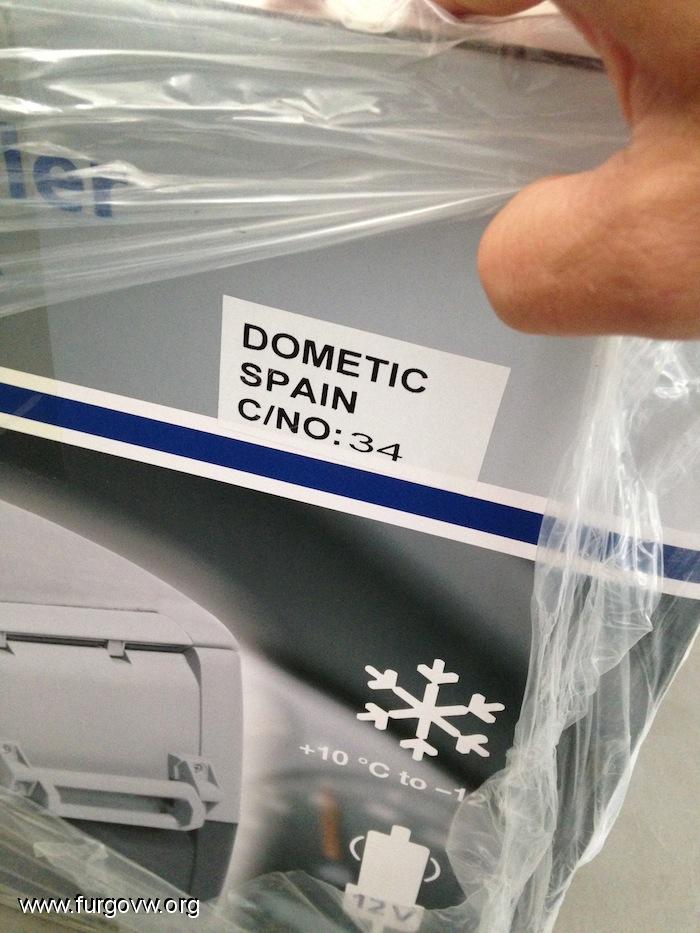 DOMETIC
SPAIN
C/NO: 34
+10 °C to
12V
www.furgovw.org